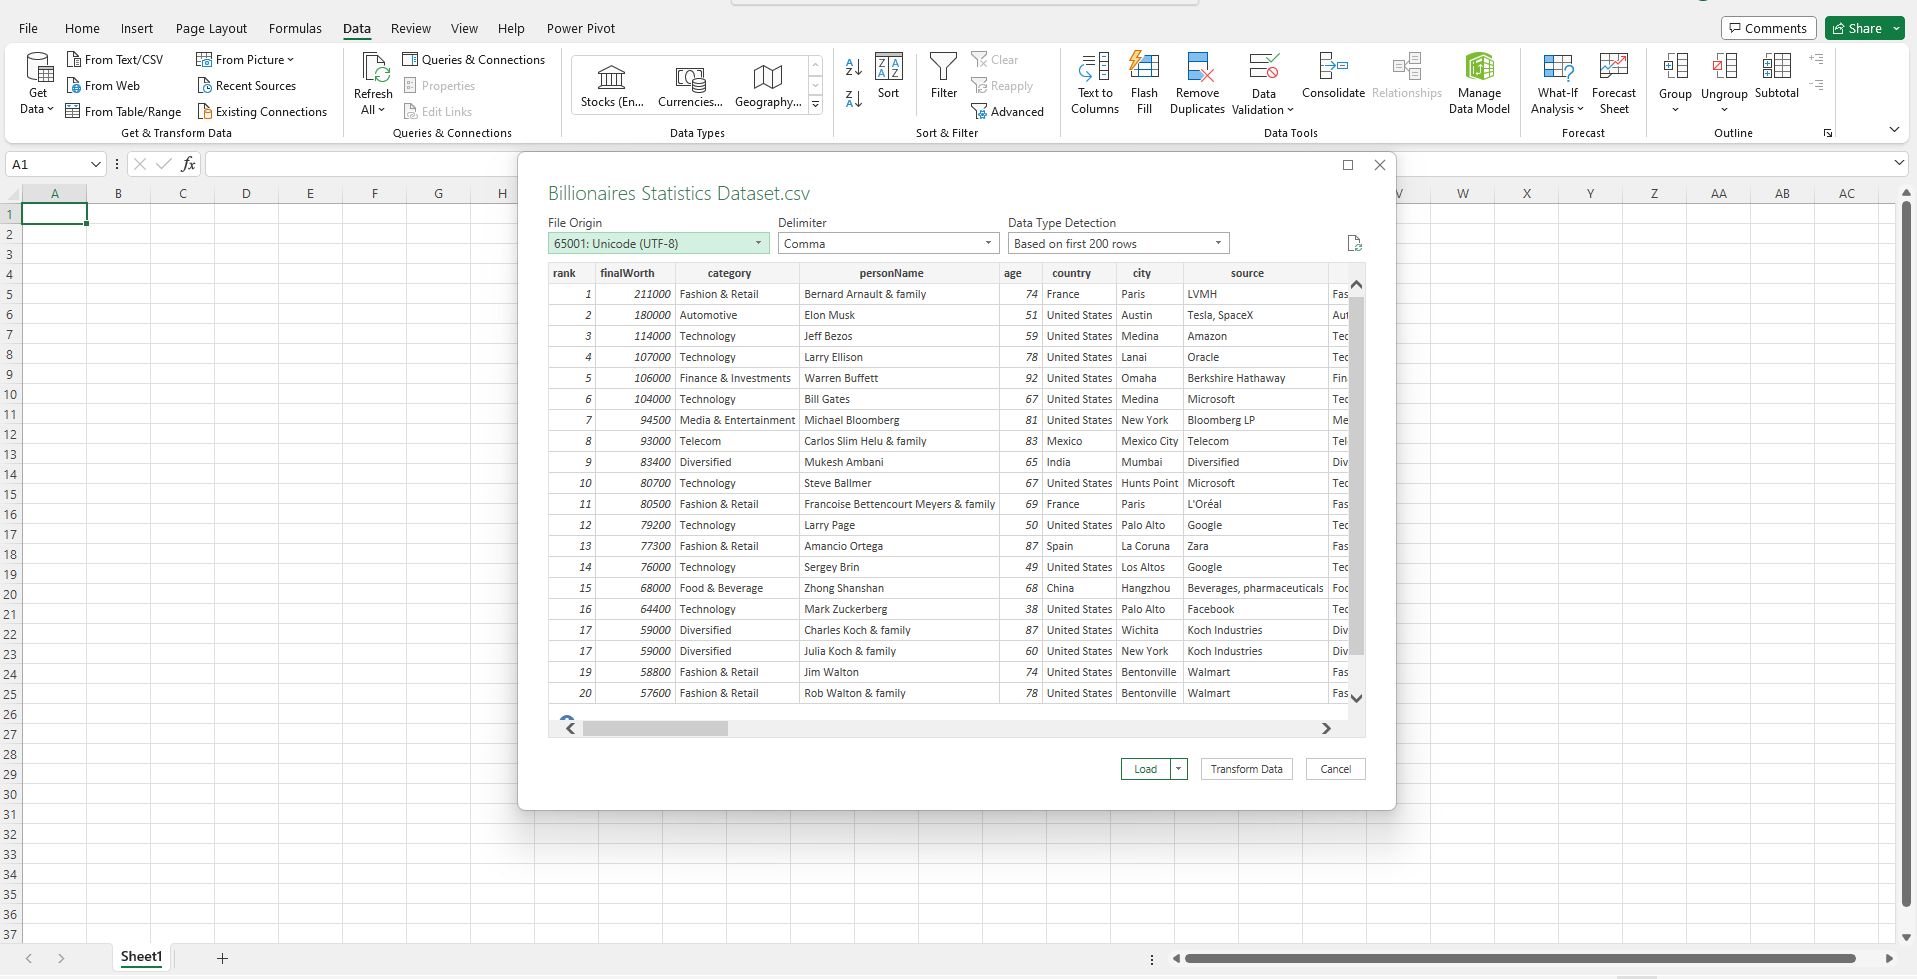 File Home Insert Page Layout Formulas Data Review View Help Power Pivot Comments Share
Get Data
From Text/CSV
From Web
From Table/Range
From Picture
Recent Sources
Existing Connections
Get & Transform Data
Refresh All
Queries & Connections
Properties
Edit Links
Queries & Connections
Stocks (En... Currencies... Geography...
Data Types
Sort
Filter
Clear
Reapply
Advanced
Sort & Filter
Text to Columns
Flash Fill
Remove Duplicates
Data Validation
Consolidate
Relationships
Manage Data Model
Data Tools
What-If Analysis
Forecast Sheet
Forecast
Group
Ungroup
Subtotal
Outline
A1 fx
A B C D E F G H V W X Y Z AA AB AC
Billionaires Statistics Dataset.csv
File Origin Delimiter Data Type Detection
65001: Unicode (UTF-8) Comma Based on first 200 rows
rank finalWorth category personName age country city source
1 211000 Fashion & Retail Bernard Arnault & family 74 France Paris LVMH Fas
2 180000 Automotive Elon Musk 51 United States Austin Tesla, SpaceX Aut
3 114000 Technology Jeff Bezos 59 United States Medina Amazon Tec
4 107000 Technology Larry Ellison 78 United States Lanai Oracle Tec
5 106000 Finance & Investments Warren Buffett 92 United States Omaha Berkshire Hathaway Fin
6 104000 Technology Bill Gates 67 United States Medina Microsoft Tec
7 94500 Media & Entertainment Michael Bloomberg 81 United States New York Bloomberg LP Me
8 93000 Telecom Carlos Slim Helu & family 83 Mexico Mexico City Telecom Tel
9 83400 Diversified Mukesh Ambani 65 India Mumbai Diversified Div
10 80700 Technology Steve Ballmer 67 United States Hunts Point Microsoft Tec
11 80500 Fashion & Retail Francoise Bettencourt Meyers & family 69 France Paris L'Oréal Fas
12 79200 Technology Larry Page 50 United States Palo Alto Google Tec
13 77300 Fashion & Retail Amancio Ortega 87 Spain La Coruna Zara Fas
14 76000 Technology Sergey Brin 49 United States Los Altos Google Tec
15 68000 Food & Beverage Zhong Shanshan 68 China Hangzhou Beverages, pharmaceuticals Foo
16 64400 Technology Mark Zuckerberg 38 United States Palo Alto Facebook Tec
17 59000 Diversified Charles Koch & family 87 United States Wichita Koch Industries Div
17 59000 Diversified Julia Koch & family 60 United States New York Koch Industries Div
19 58800 Fashion & Retail Jim Walton 74 United States Bentonville Walmart Fas
20 57600 Fashion & Retail Rob Walton & family 78 United States Bentonville Walmart Fas
Load Transform Data Cancel
1
2
3
4
5
6
7
8
9
10
11
12
13
14
15
16
17
18
19
20
21
22
23
24
25
26
27
28
29
30
31
32
33
34
35
36
37
Sheet1